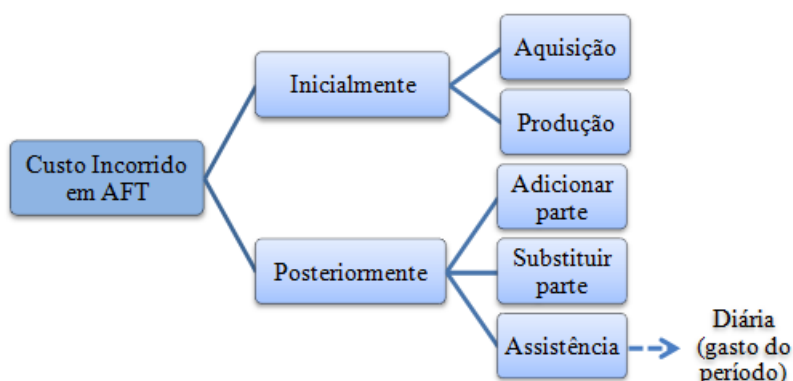 Custo Incorrido
em AFT
Inicialmente
Aquisição
Produção
Posteriormente
Adicionar
parte
Substituir
parte
Assistência
Diária
(gasto do
período)